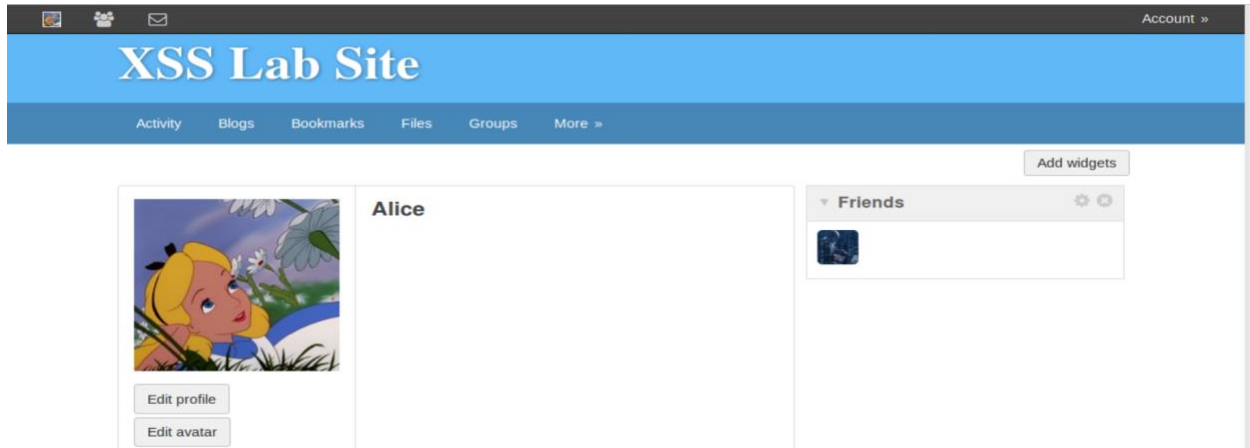 Account »
XSS Lab Site
Activity Blogs Bookmarks Files Groups More »
Add widgets
Alice
Friends
Edit profile
Edit avatar